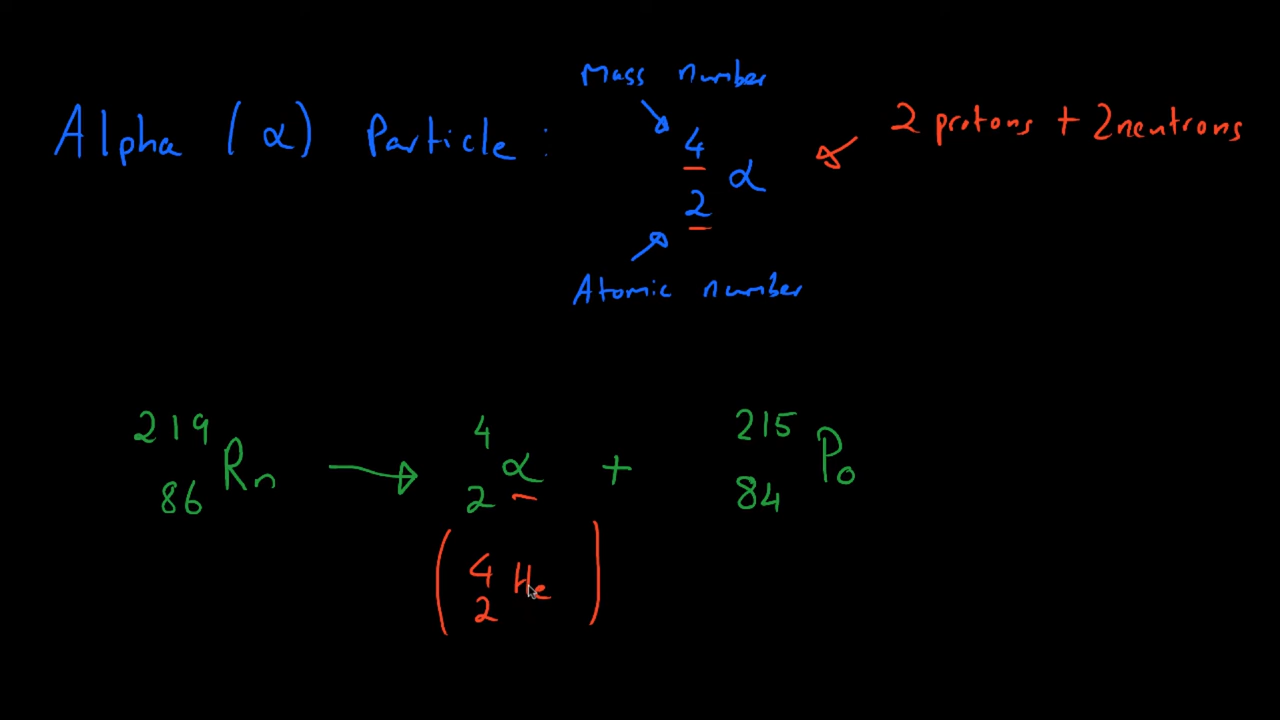 Mass number
Alpha (α) Particle : 4 2 α 2 protons + 2 neutrons
Atomic number
219 86 Rn → 4 2 α + 215 84 Po
( 4 2 He )